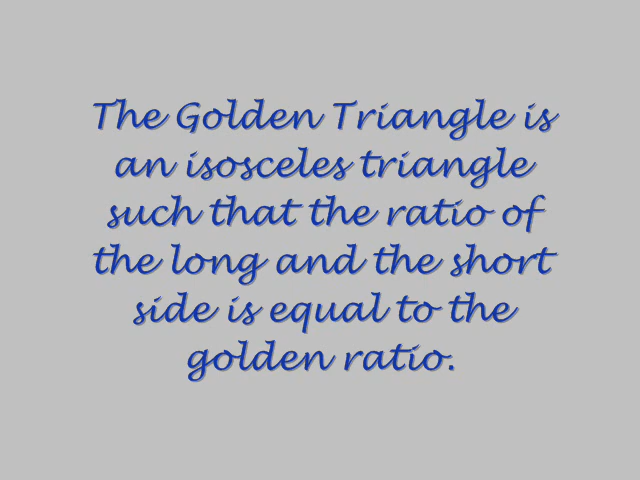 The Golden Triangle is
an isosceles triangle
such that the ratio of
the long and the short
side is equal to the
golden ratio.